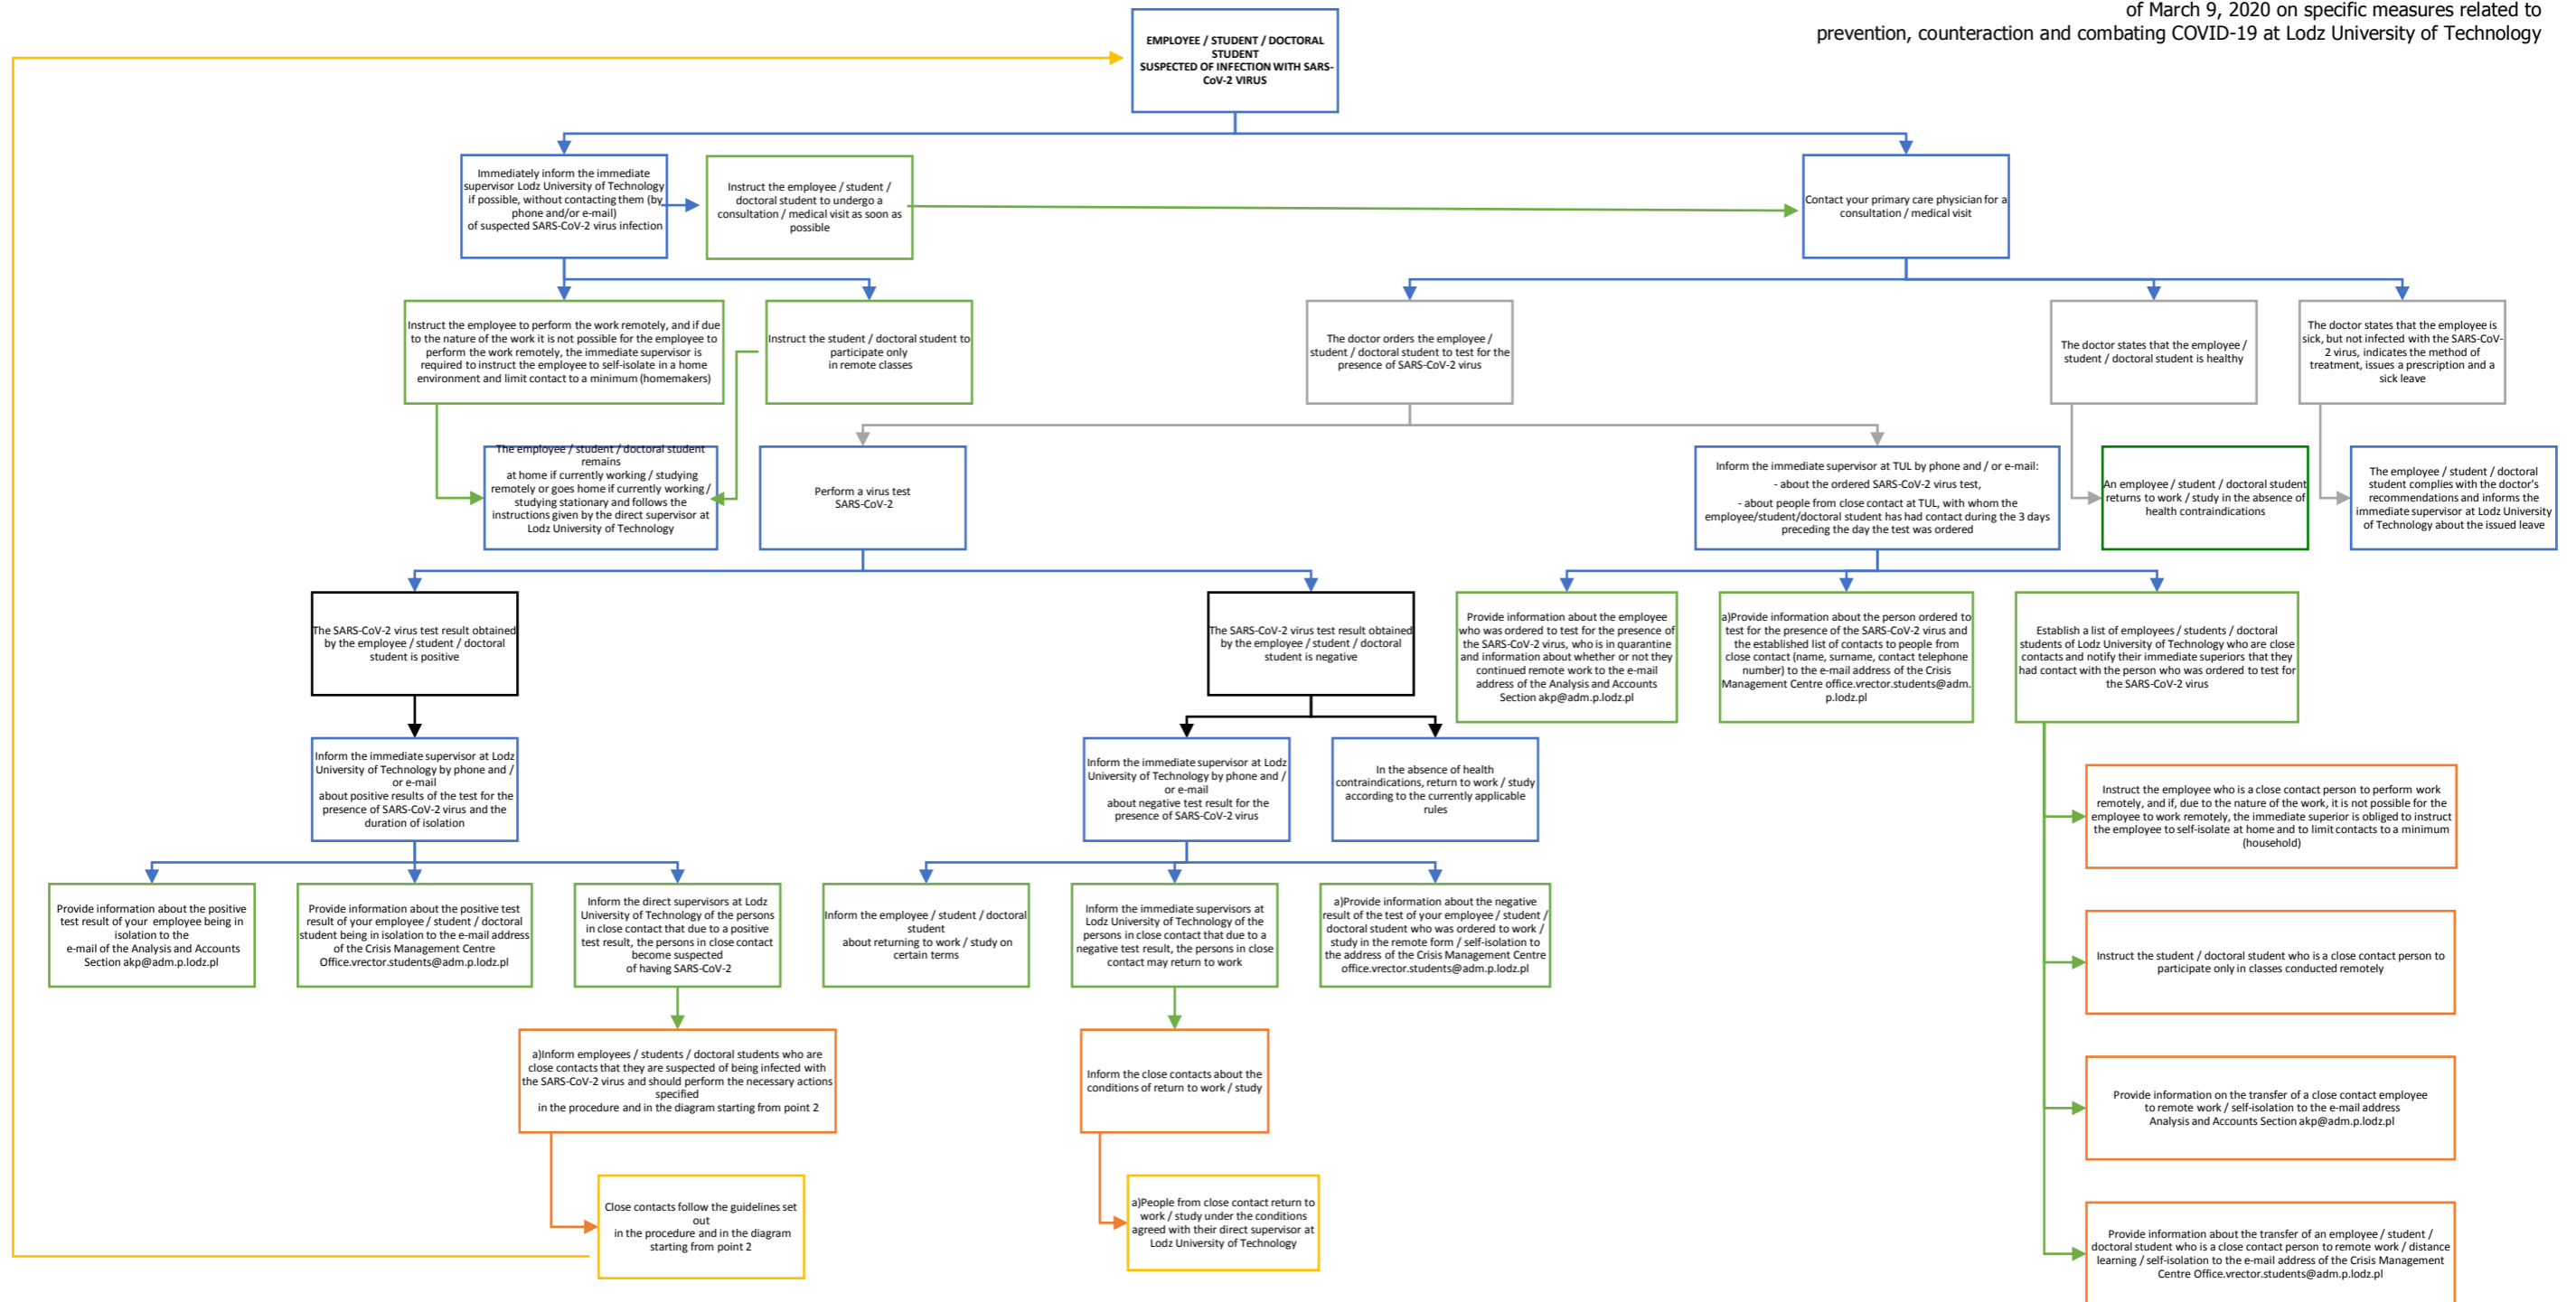 of March 9, 2020 on specific measures related to
prevention, counteraction and combating COVID-19 at Lodz University of Technology
EMPLOYEE / STUDENT / DOCTORAL
STUDENT
SUSPECTED OF INFECTION WITH SARS-
CoV-2 VIRUS
Immediately inform the immediate
supervisor Lodz University of Technology
if possible, without contacting them (by
phone and/or e-mail)
of suspected SARS-CoV-2 virus infection
Instruct the employee / student /
doctoral student to undergo a
consultation / medical visit as soon as
possible
Contact your primary care physician for a
consultation / medical visit
Instruct the employee to perform the work remotely, and if due
to the nature of the work it is not possible for the employee to
perform the work remotely, the immediate supervisor is
required to instruct the employee to self-isolate in a home
environment and limit contact to a minimum (homemakers)
Instruct the student / doctoral student to
participate only
in remote classes
The doctor orders the employee /
student / doctoral student to test for the
presence of SARS-CoV-2 virus
The doctor states that the employee /
student / doctoral student is healthy
The doctor states that the employee is
sick, but not infected with the SARS-CoV-
2 virus, indicates the method of
treatment, issues a prescription and a
sick leave
The employee / student / doctoral student
remains
at home if currently working / studying
remotely or goes home if currently working /
studying stationary and follows the
instructions given by the direct supervisor at
Lodz University of Technology
Perform a virus test
SARS-CoV-2
Inform the immediate supervisor at TUL by phone and / or e-mail:
- about the ordered SARS-CoV-2 virus test,
- about people from close contact at TUL, with whom the
employee/student/doctoral student has had contact during the 3 days
preceding the day the test was ordered
An employee / student / doctoral student
returns to work / study in the absence of
health contraindications
The employee / student / doctoral
student complies with the doctor's
recommendations and informs the
immediate supervisor at Lodz University
of Technology about the issued leave
The SARS-CoV-2 virus test result obtained
by the employee / student / doctoral
student is positive
The SARS-CoV-2 virus test result obtained
by the employee / student / doctoral
student is negative
Provide information about the employee
who was ordered to test for the presence of
the SARS-CoV-2 virus, who is in quarantine
and information about whether or not they
continued remote work to the e-mail
address of the Analysis and Accounts
Section akp@adm.p.lodz.pl
a)Provide information about the person ordered to
test for the presence of the SARS-CoV-2 virus and
the established list of contacts to people from
close contact (name, surname, contact telephone
number) to the e-mail address of the Crisis
Management Centre office.vrector.students@adm.
p.lodz.pl
Establish a list of employees / students / doctoral
students of Lodz University of Technology who are close
contacts and notify their immediate superiors that they
had contact with the person who was ordered to test for
the SARS-CoV-2 virus
Inform the immediate supervisor at Lodz
University of Technology by phone and /
or e-mail
about positive results of the test for the
presence of SARS-CoV-2 virus and the
duration of isolation
Inform the immediate supervisor at Lodz
University of Technology by phone and /
or e-mail
about negative test result for the
presence of SARS-CoV-2 virus
In the absence of health
contraindications, return to work / study
according to the currently applicable
rules
Instruct the employee who is a close contact person to perform work
remotely, and if, due to the nature of the work, it is not possible for the
employee to work remotely, the immediate superior is obliged to instruct
the employee to self-isolate at home and to limit contacts to a minimum
(household)
Provide information about the positive
test result of your  employee being in
isolation to the
e-mail of the Analysis and Accounts
Section akp@adm.p.lodz.pl
Provide information about the positive test
result of your employee / student / doctoral
student being in isolation to the e-mail address
of the Crisis Management Centre
Office.vrector.students@adm.p.lodz.pl
Inform the direct supervisors at Lodz
University of Technology of the persons
in close contact that due to a positive
test result, the persons in close contact
become suspected
of having SARS-CoV-2
Inform the employee / student / doctoral
student
about returning to work / study on
certain terms
Inform the immediate supervisors at
Lodz University of Technology of the
persons in close contact that due to a
negative test result, the persons in close
contact may return to work
a)Provide information about the negative
result of the test of your employee / student /
doctoral student who was ordered to work /
study in the remote form / self-isolation to
the address of the Crisis Management Centre
office.vrector.students@adm.p.lodz.pl
Instruct the student / doctoral student who is a close contact person to
participate only in classes conducted remotely
a)Inform employees / students / doctoral students who are
close contacts that they are suspected of being infected with
the SARS-CoV-2 virus and should perform the necessary actions
specified
in the procedure and in the diagram starting from point 2
Inform the close contacts about the
conditions of return to work / study
Provide information on the transfer of a close contact employee
to remote work / self-isolation to the e-mail address
Analysis and Accounts Section akp@adm.p.lodz.pl
Close contacts follow the guidelines set
out
in the procedure and in the diagram
starting from point 2
a)People from close contact return to
work / study under the conditions
agreed with their direct supervisor at
Lodz University of Technology
Provide information about the transfer of an employee / student /
doctoral student who is a close contact person to remote work / distance
learning / self-isolation to the e-mail address of the Crisis Management
Centre Office.vrector.students@adm.p.lodz.pl